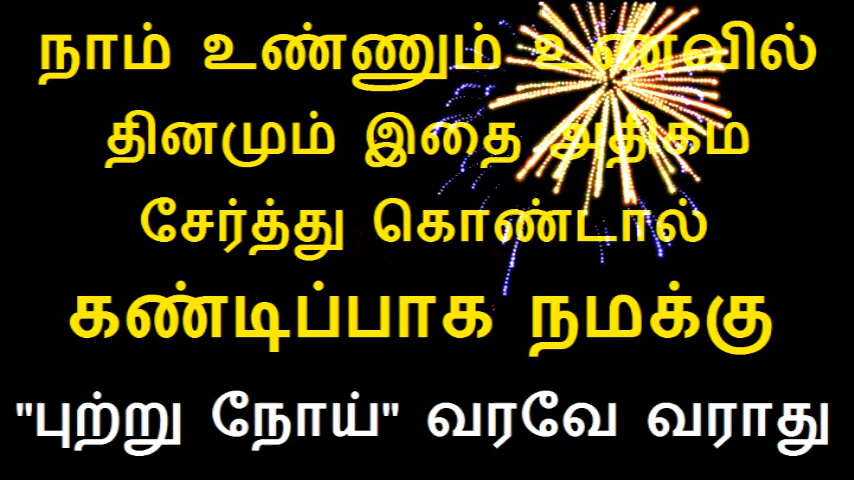 நாம் உண்ணும் உணவில்
தினமும் இதை அதிகம்
சேர்த்து கொண்டால்
கண்டிப்பாக நமக்கு
"புற்று நோய்" வரவே வராது